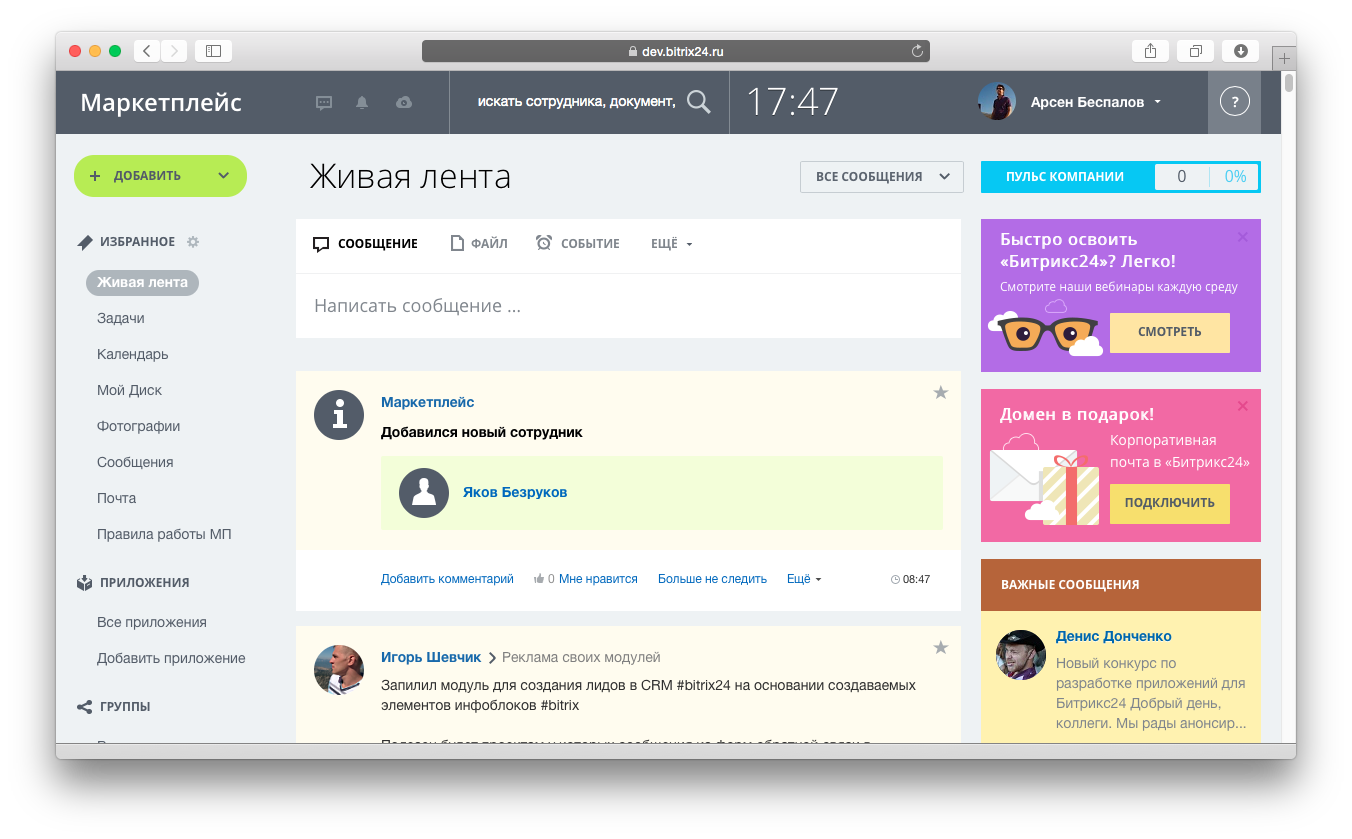 dev.bitrix24.ru
Маркетплейс
искать сотрудника, документ,
17:47
Арсен Беспалов
?
+ ДОБАВИТЬ
ИЗБРАННОЕ
Живая лента
Задачи
Календарь
Мой Диск
Фотографии
Сообщения
Почта
Правила работы МП
ПРИЛОЖЕНИЯ
Все приложения
Добавить приложение
ГРУППЫ
Живая лента
ВСЕ СООБЩЕНИЯ
СООБЩЕНИЕ
ФАЙЛ
СОБЫТИЕ
ЕЩЁ
Написать сообщение ...
Маркетплейс
Добавился новый сотрудник
Яков Безруков
Добавить комментарий
0 Мне нравится
Больше не следить
Ещё
08:47
Игорь Шевчик
Реклама своих модулей
Запилил модуль для создания лидов в CRM #bitrix24 на основании создаваемых
элементов инфоблоков #bitrix
ПУЛЬС КОМПАНИИ
0
0%
Быстро освоить
«Битрикс24»? Легко!
Смотрите наши вебинары каждую среду
СМОТРЕТЬ
Домен в подарок!
Корпоративная
почта в «Битрикс24»
ПОДКЛЮЧИТЬ
ВАЖНЫЕ СООБЩЕНИЯ
Денис Донченко
Новый конкурс по
разработке приложений для
Битрикс24 Добрый день,
коллеги. Мы рады анонсир...